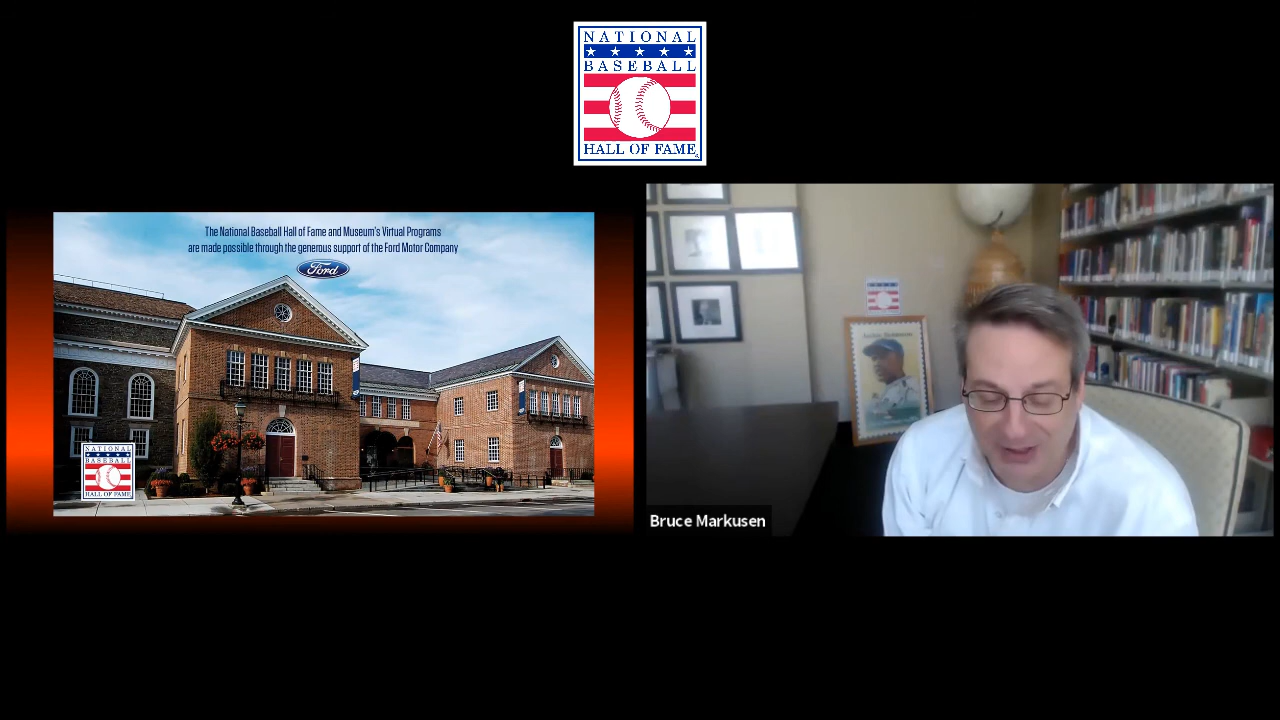 NATIONAL
BASEBALL
HALL OF FAME
The National Baseball Hall of Fame and Museum's Virtual Programs
are made possible through the generous support of the Ford Motor Company
Ford
NATIONAL
BASEBALL
HALL OF FAME
Bruce Markusen